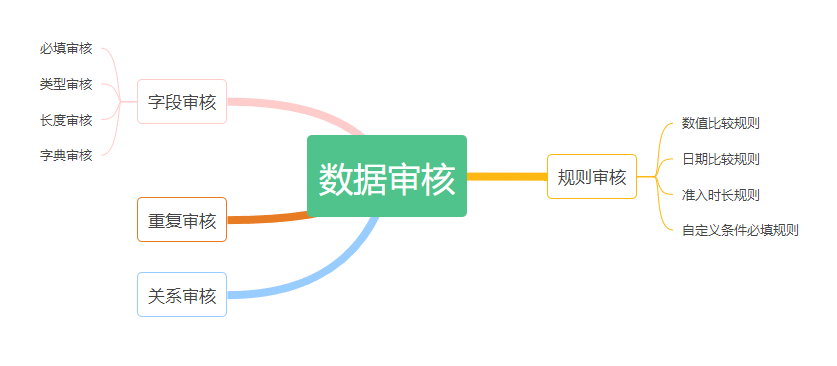 必填审核
类型审核
长度审核
字典审核
字段审核
重复审核
关系审核
数据审核
规则审核
数值比较规则
日期比较规则
准入时长规则
自定义条件必填规则